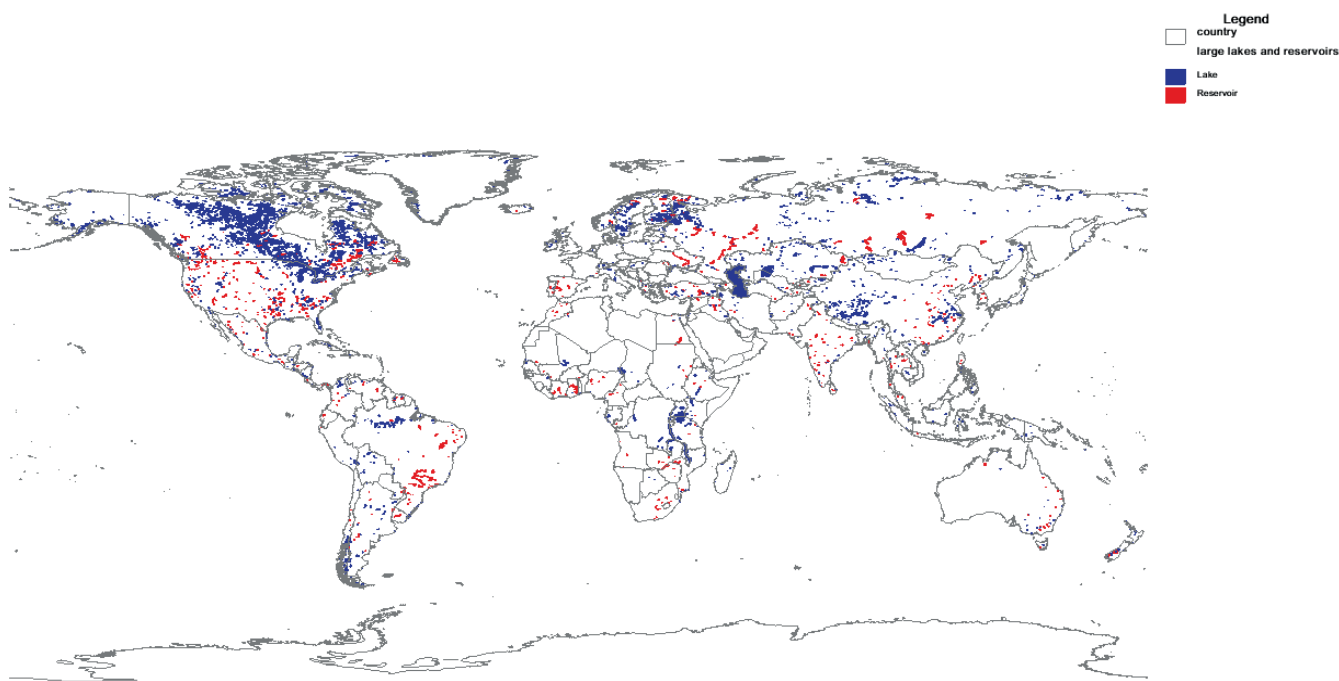 Legend
country
large lakes and reservoirs
Lake
Reservoir